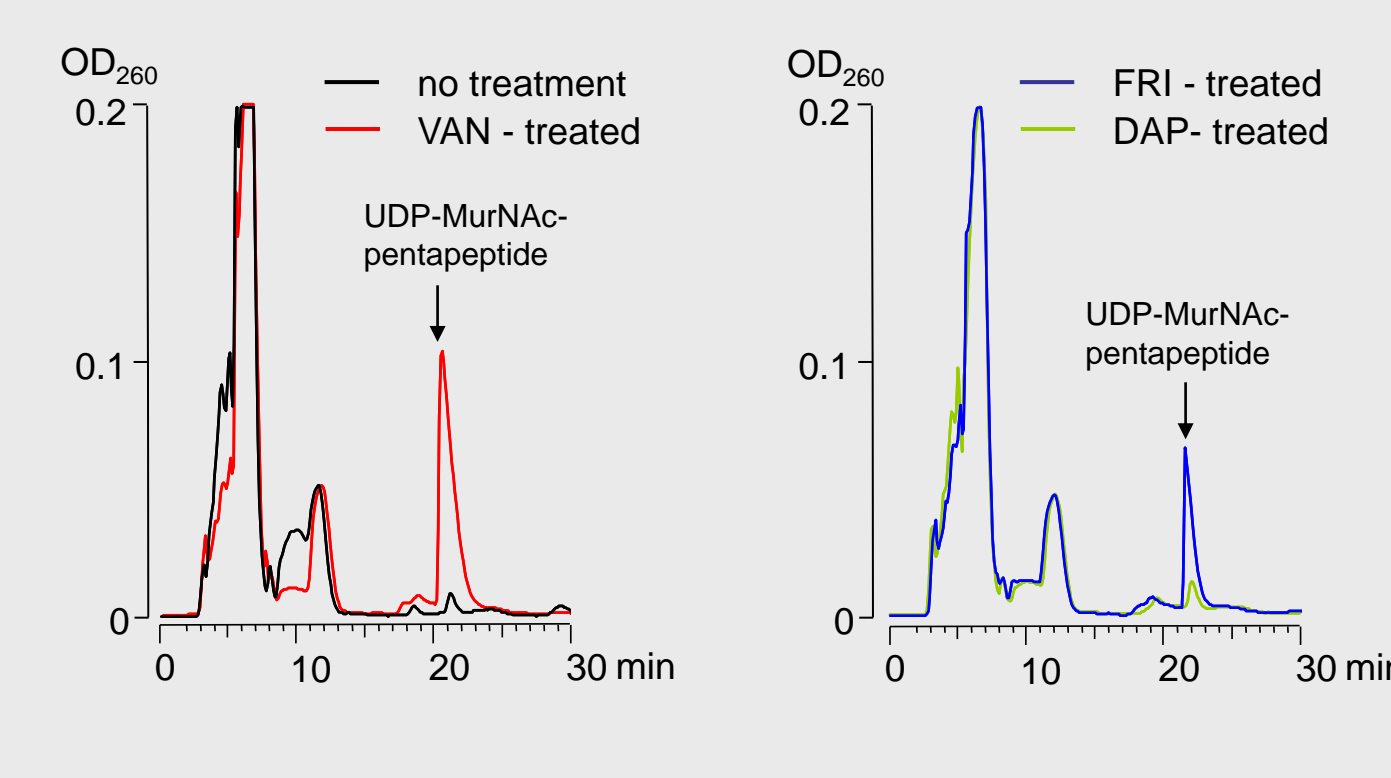 OD260
no treatment
VAN - treated
0.2
UDP-MurNAc-
pentapeptide
0.1
0
0 10 20 30 min
OD260
FRI - treated
DAP- treated
0.2
UDP-MurNAc-
pentapeptide
0.1
0
0 10 20 30 mi